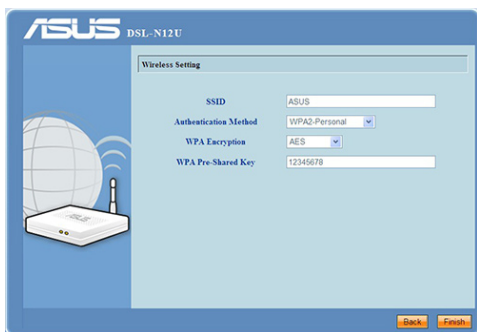 ASUS DSL-N12U
Wireless Setting
SSID ASUS
Authentication Method WPA2-Personal
WPA Encryption AES
WPA Pre-Shared Key 12345678
ASUS
Back Finish